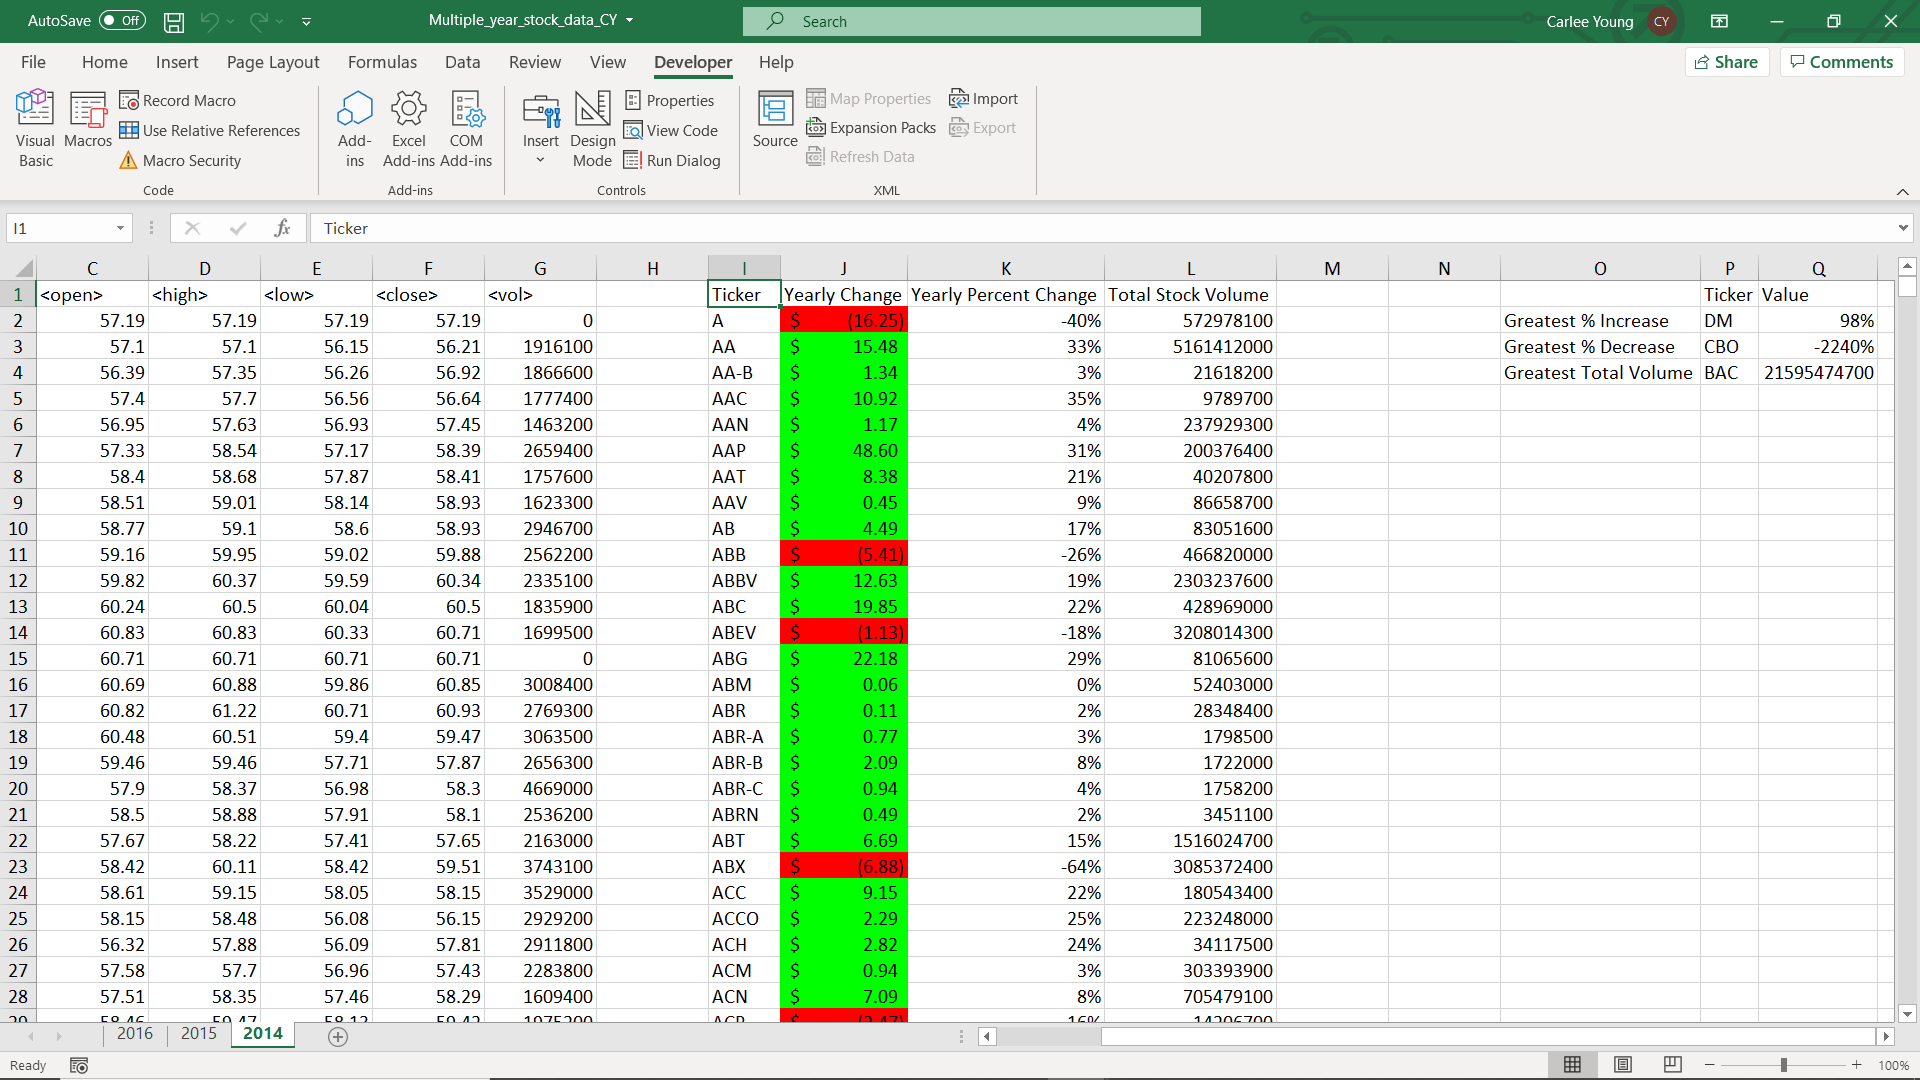 AutoSave Off Multiple_year_stock_data_CY Search Carlee Young CY
File Home Insert Page Layout Formulas Data Review View Developer Help Share Comments
Visual Basic Macros Record Macro Use Relative References Macro Security Code
Add-ins Excel Add-ins COM Add-ins Add-ins
Insert Design Mode Properties View Code Run Dialog Controls
Source Map Properties Expansion Packs Refresh Data Import Export XML
I1 fx Ticker
C D E F G H I J K L M N O P Q
1 <open> <high> <low> <close> <vol> Ticker Yearly Change Yearly Percent Change Total Stock Volume Ticker Value
2 57.19 57.19 57.19 57.19 0 A $ (16.25) -40% 572978100 Greatest % Increase DM 98%
3 57.1 57.1 56.15 56.21 1916100 AA $ 15.48 33% 5161412000 Greatest % Decrease CBO -2240%
4 56.39 57.35 56.26 56.92 1866600 AA-B $ 1.34 3% 21618200 Greatest Total Volume BAC 21595474700
5 57.4 57.7 56.56 56.64 1777400 AAC $ 10.92 35% 9789700
6 56.95 57.63 56.93 57.45 1463200 AAN $ 1.17 4% 237929300
7 57.33 58.54 57.17 58.39 2659400 AAP $ 48.60 31% 200376400
8 58.4 58.68 57.87 58.41 1757600 AAT $ 8.38 21% 40207800
9 58.51 59.01 58.14 58.93 1623300 AAV $ 0.45 9% 86658700
10 58.77 59.1 58.6 58.93 2946700 AB $ 4.49 17% 83051600
11 59.16 59.95 59.02 59.88 2562200 ABB $ (5.41) -26% 466820000
12 59.82 60.37 59.59 60.34 2335100 ABBV $ 12.63 19% 2303237600
13 60.24 60.5 60.04 60.5 1835900 ABC $ 19.85 22% 428969000
14 60.83 60.83 60.33 60.71 1699500 ABEV $ (1.13) -18% 3208014300
15 60.71 60.71 60.71 60.71 0 ABG $ 22.18 29% 81065600
16 60.69 60.88 59.86 60.85 3008400 ABM $ 0.06 0% 52403000
17 60.82 61.22 60.71 60.93 2769300 ABR $ 0.11 2% 28348400
18 60.48 60.51 59.4 59.47 3063500 ABR-A $ 0.77 3% 1798500
19 59.46 59.46 57.71 57.87 2656300 ABR-B $ 2.09 8% 1722000
20 57.9 58.37 56.98 58.3 4669000 ABR-C $ 0.94 4% 1758200
21 58.5 58.88 57.91 58.1 2536200 ABRN $ 0.49 2% 3451100
22 57.67 58.22 57.41 57.65 2163000 ABT $ 6.69 15% 1516024700
23 58.42 60.11 58.42 59.51 3743100 ABX $ (6.88) -64% 3085372400
24 58.61 59.15 58.05 58.15 3529000 ACC $ 9.15 22% 180543400
25 58.15 58.48 56.08 56.15 2929200 ACCO $ 2.29 25% 223248000
26 56.32 57.88 56.09 57.81 2911800 ACH $ 2.82 24% 34117500
27 57.58 57.7 56.96 57.43 2283800 ACM $ 0.94 3% 303393900
28 57.51 58.35 57.46 58.29 1609400 ACN $ 7.09 8% 705479100
2016 2015 2014
Ready 100%